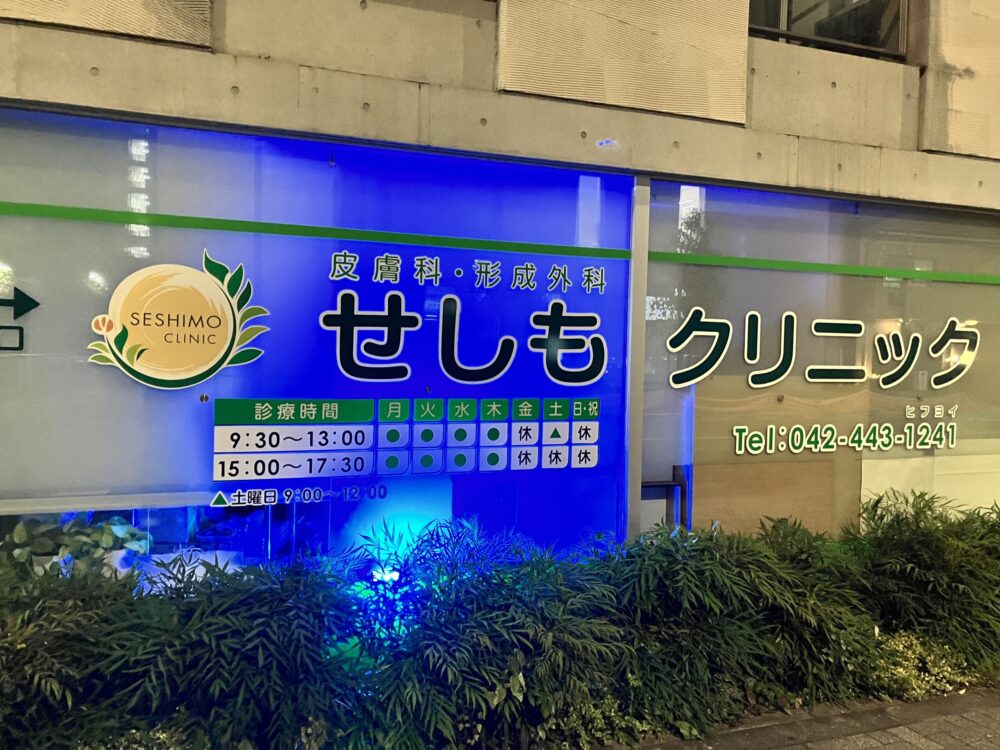 SESHIMO
CLINIC
皮膚科・形成外科
せしも クリニック
診療時間 月 火 水 木 金 土 日・祝
9:30～13:00 ● ● ● ● 休 ▲ 休
15:00～17:30 ● ● ● ● 休 休 休
▲土曜日 9:00～12:00
ヒフヨイ
Tel:042-443-1241